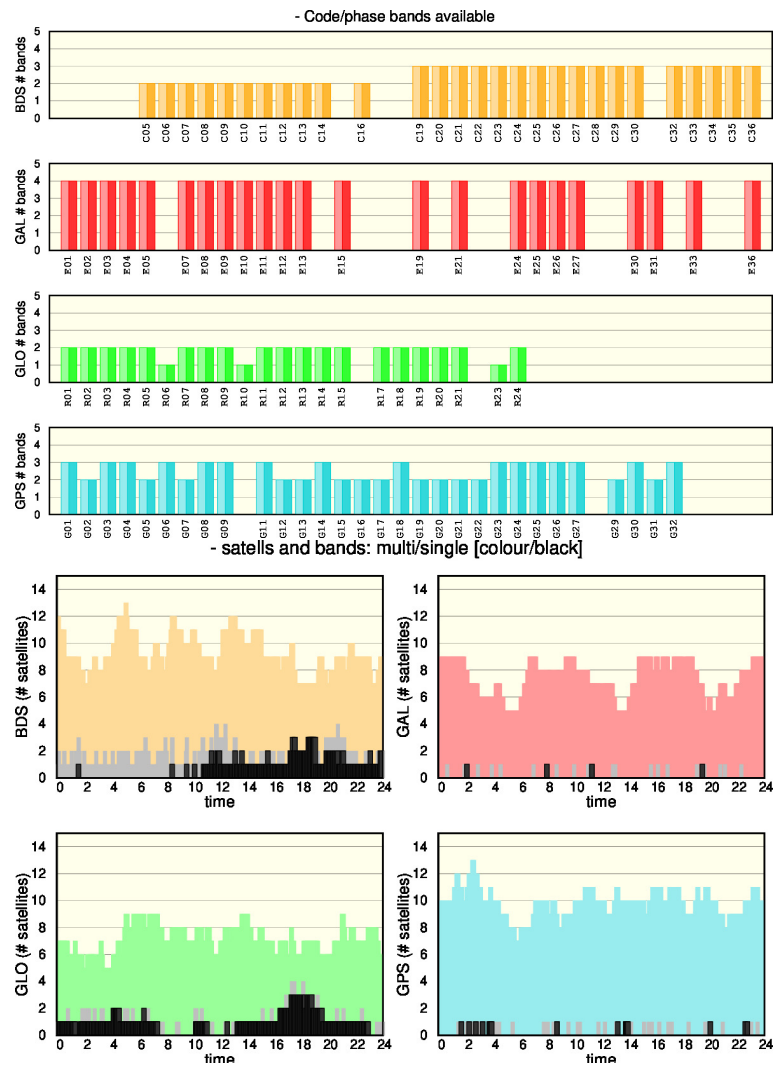 - Code/phase bands available
5
4
3
2
1
0
BDS # bands
C05 C06 C07 C08 C09 C10 C11 C12 C13 C14 C16 C19 C20 C21 C22 C23 C24 C25 C26 C27 C28 C29 C30 C32 C33 C34 C35 C36
5
4
3
2
1
0
GAL # bands
E01 E02 E03 E04 E05 E07 E08 E09 E10 E11 E12 E13 E15 E19 E21 E24 E25 E26 E27 E30 E31 E33 E36
5
4
3
2
1
0
GLO # bands
R01 R02 R03 R04 R05 R06 R07 R08 R09 R10 R11 R12 R13 R14 R15 R17 R18 R19 R20 R21 R23 R24
5
4
3
2
1
0
GPS # bands
G01 G02 G03 G04 G05 G06 G07 G08 G09 G11 G12 G13 G14 G15 G16 G17 G18 G19 G20 G21 G22 G23 G24 G25 G26 G27 G29 G30 G31 G32
- satells and bands: multi/single [colour/black]
14
12
10
8
6
4
2
0
BDS (# satellites)
0 2 4 6 8 10 12 14 16 18 20 22 24
time
14
12
10
8
6
4
2
0
GAL (# satellites)
0 2 4 6 8 10 12 14 16 18 20 22 24
time
14
12
10
8
6
4
2
0
GLO (# satellites)
0 2 4 6 8 10 12 14 16 18 20 22 24
time
14
12
10
8
6
4
2
0
GPS (# satellites)
0 2 4 6 8 10 12 14 16 18 20 22 24
time